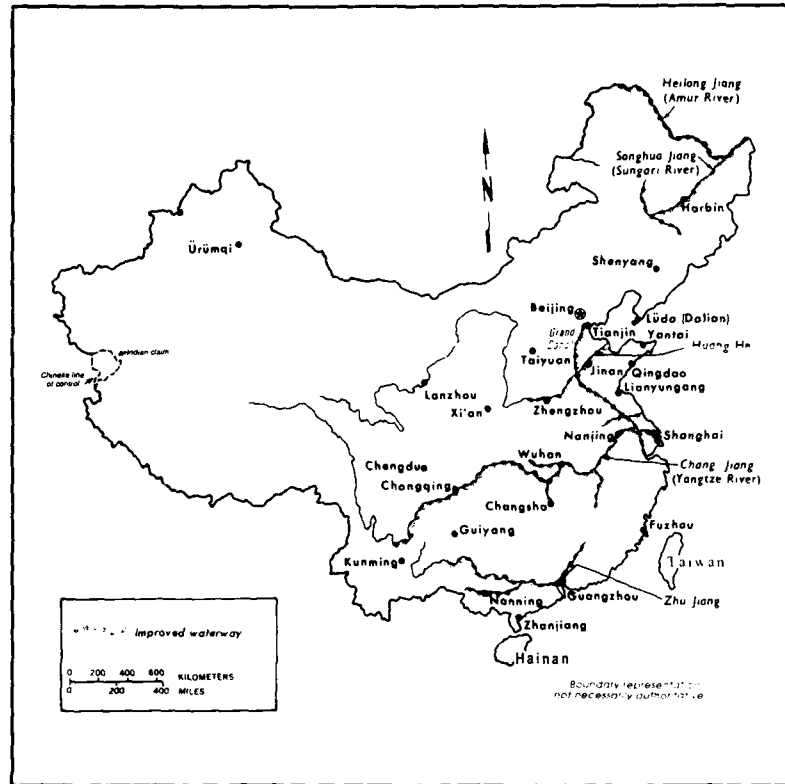 Heilong Jiang
(Amur River)
Songhua Jiang
(Sungari River)
N
Harbin
Ürümqi
Shenyang
Beijing
Lüda (Dalian)
Grand
Canal
Tianjin
Yantai
Huang He
Taiyuan
Jinan
Qingdao
Indian claim
Chinese line
of control
Lanzhou
Lianyungang
Xi'an
Zhengzhou
Nanjing
Shanghai
Wuhan
Chengdu
Chang Jiang
(Yangtze River)
Chongqing
Changsha
Guiyang
Fuzhou
Kunming
Taiwan
Nanning
Guangzhou
Zhu Jiang
Zhanjiang
Hainan
Improved waterway
0 200 400 600 KILOMETERS
0 200 400 MILES
Boundary representation
not necessarily authoritative